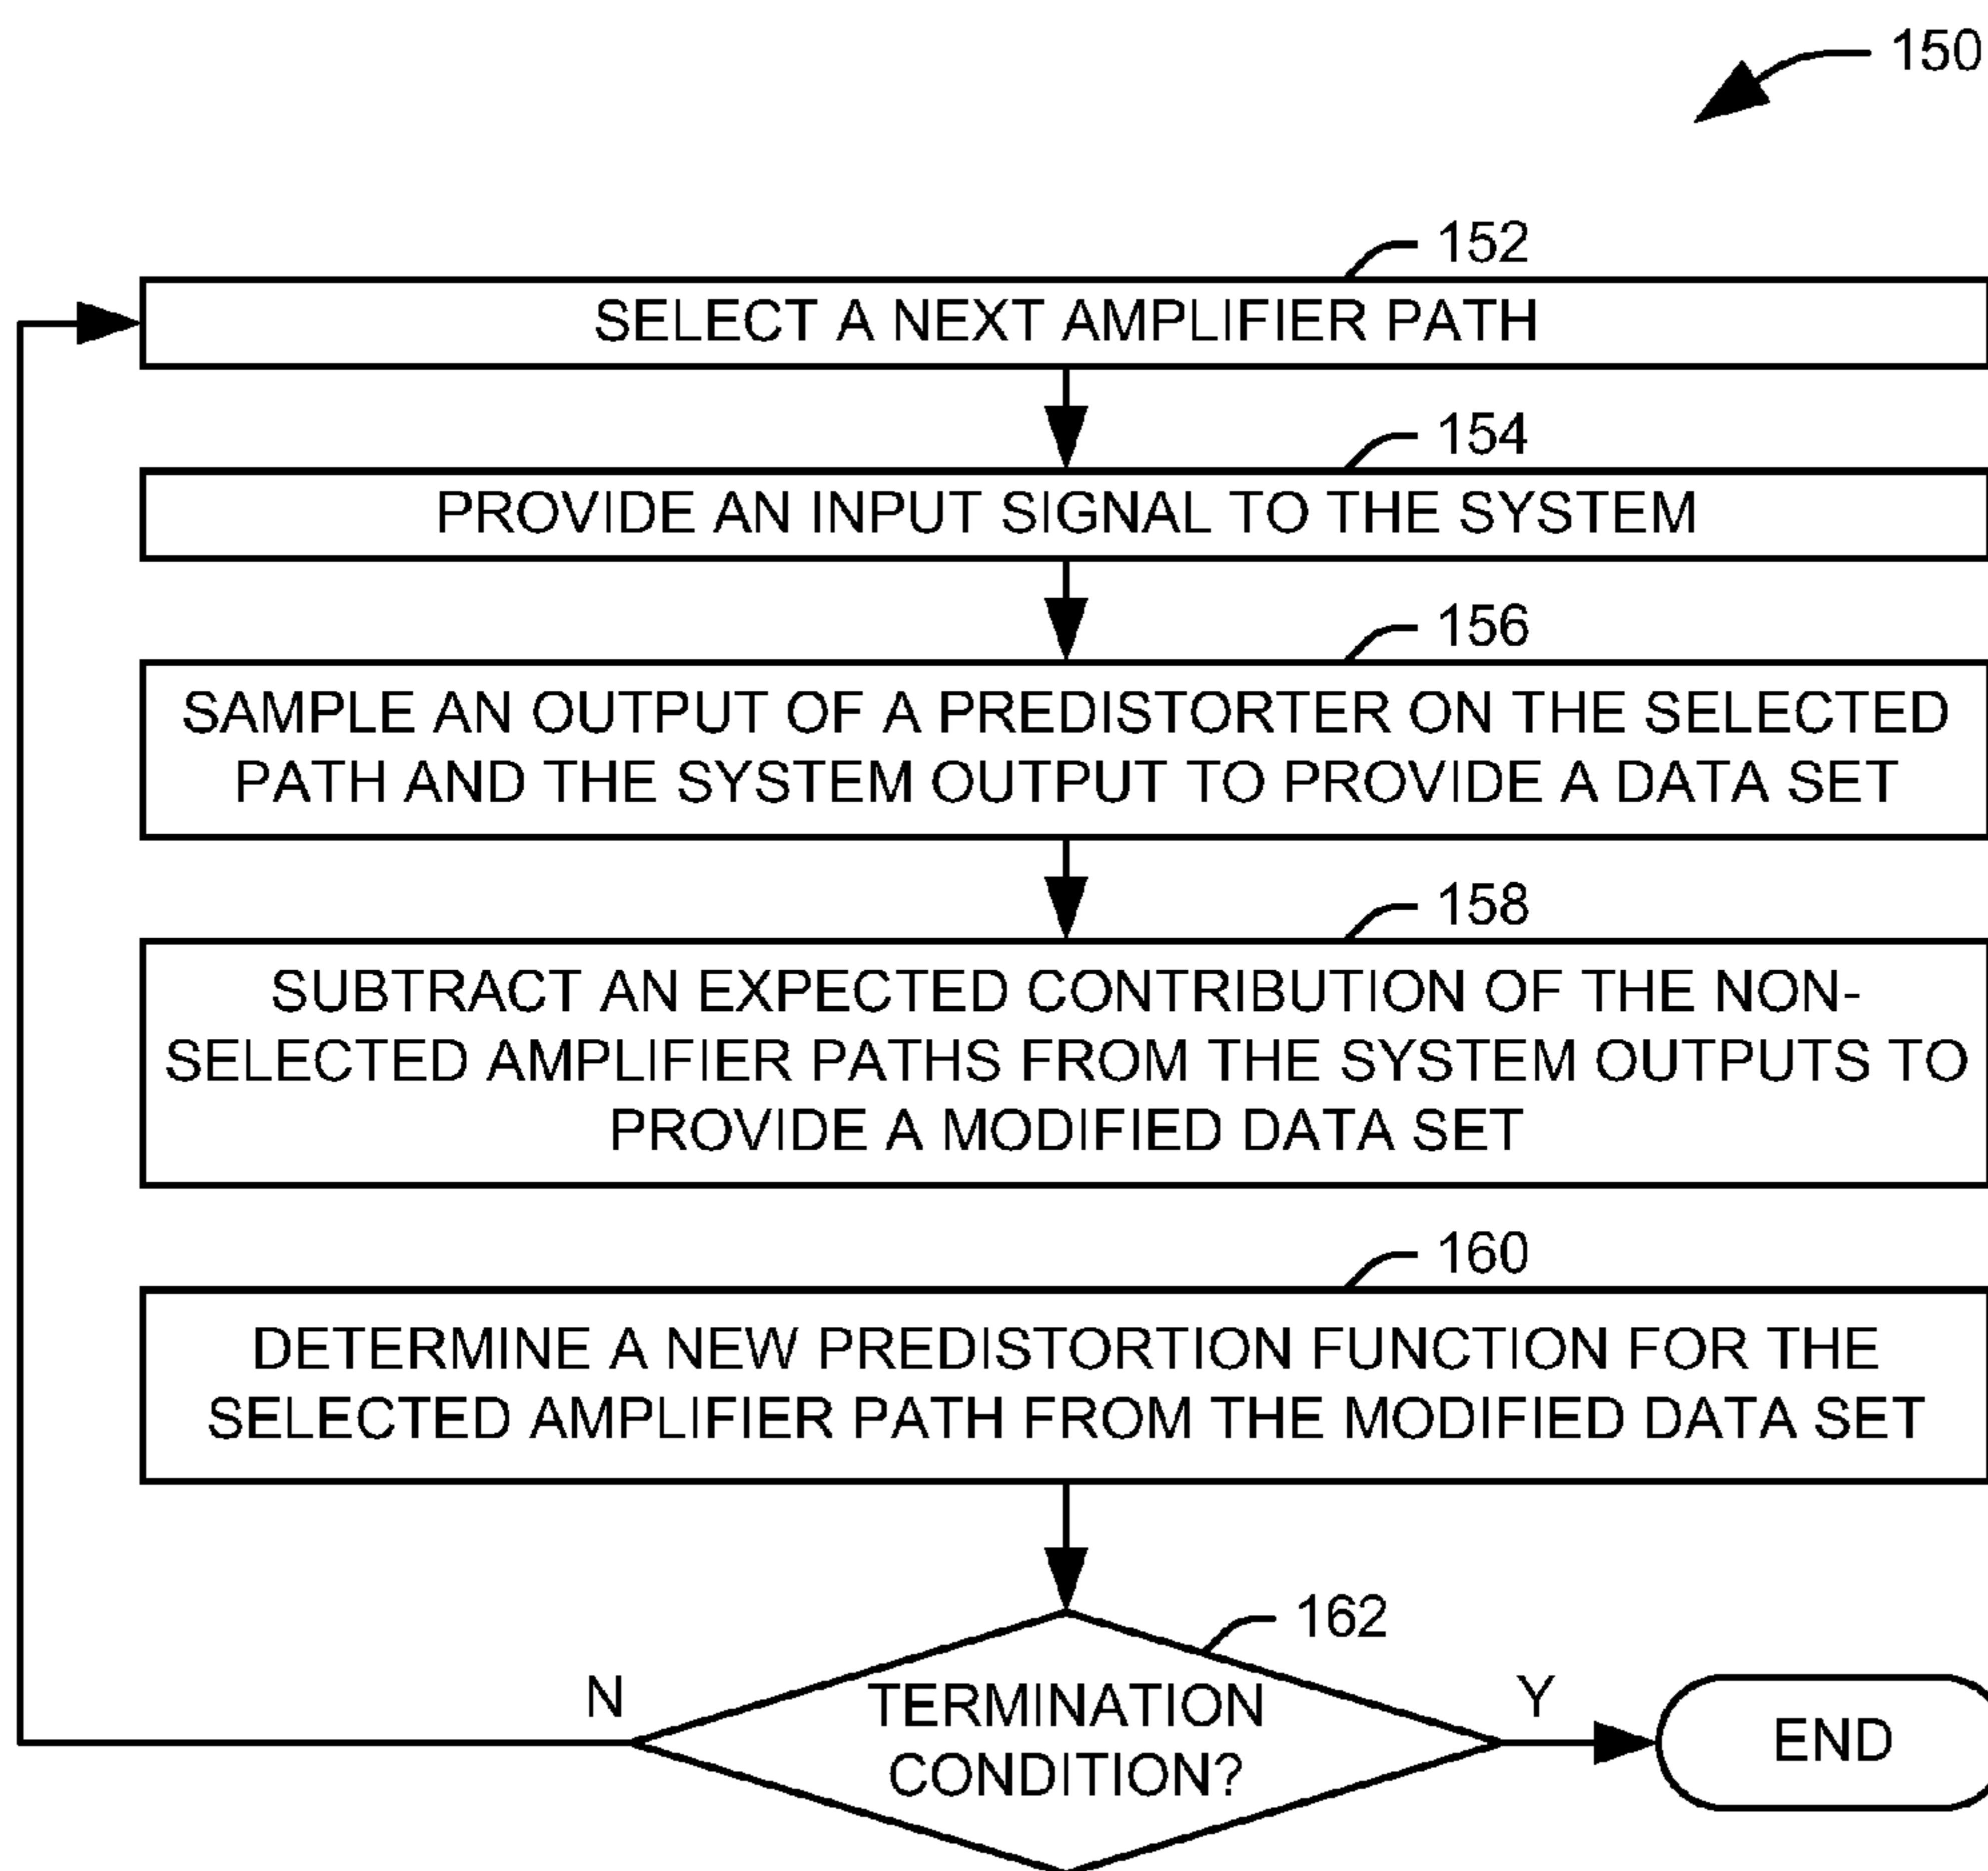 150
152
SELECT A NEXT AMPLIFIER PATH
154
PROVIDE AN INPUT SIGNAL TO THE SYSTEM
156
SAMPLE AN OUTPUT OF A PREDISTORTER ON THE SELECTED
PATH AND THE SYSTEM OUTPUT TO PROVIDE A DATA SET
158
SUBTRACT AN EXPECTED CONTRIBUTION OF THE NON-
SELECTED AMPLIFIER PATHS FROM THE SYSTEM OUTPUTS TO
PROVIDE A MODIFIED DATA SET
160
DETERMINE A NEW PREDISTORTION FUNCTION FOR THE
SELECTED AMPLIFIER PATH FROM THE MODIFIED DATA SET
162
N
TERMINATION
CONDITION?
Y
END